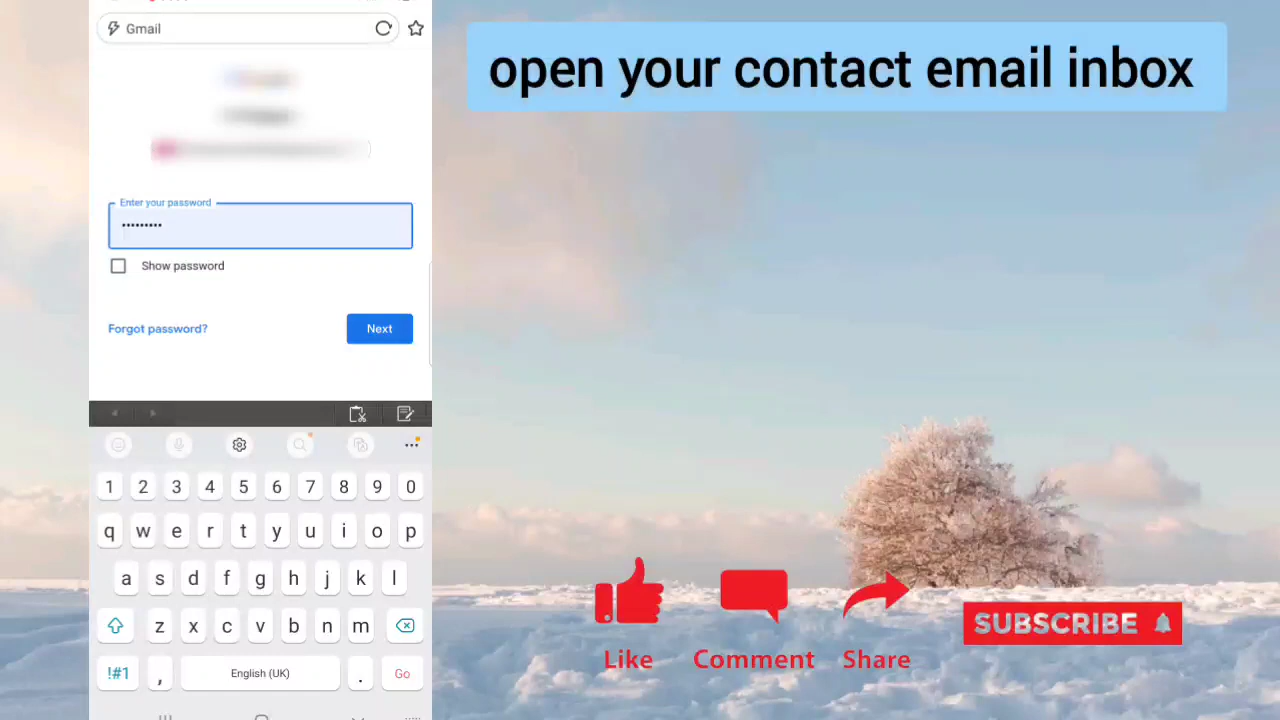 Gmail
Enter your password
•••••••••
Show password
Forgot password?
Next
1 2 3 4 5 6 7 8 9 0
q w e r t y u i o p
a s d f g h j k l
z x c v b n m
!#1 , English (UK) . Go
open your contact email inbox
Like Comment Share
SUBSCRIBE